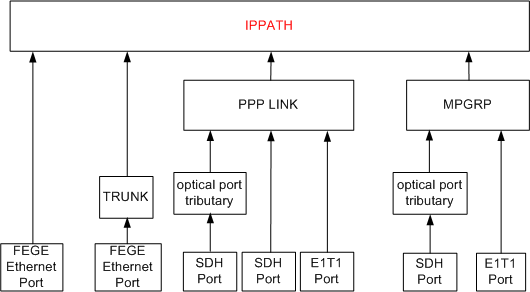 IPPATH
PPP LINK
MPGRP
TRUNK
optical port
tributary
optical port
tributary
FEGE
Ethernet
Port
FEGE
Ethernet
Port
SDH
Port
SDH
Port
E1T1
Port
SDH
Port
E1T1
Port